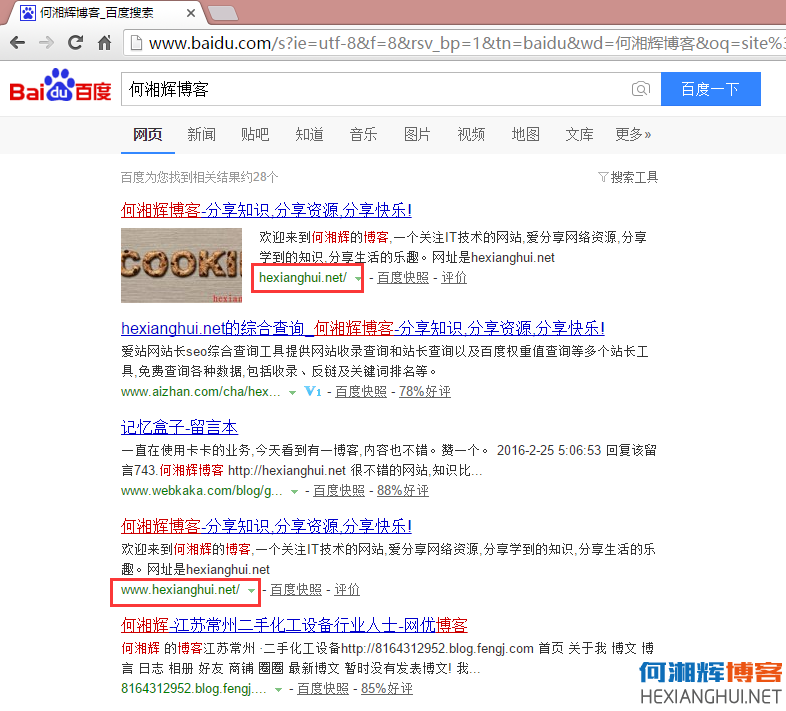 何湘辉博客_百度搜索
www.baidu.com/s?ie=utf-8&f=8&rsv_bp=1&tn=baidu&wd=何湘辉博客&oq=site%3
Bai du 百度 何湘辉博客 百度一下
网页 新闻 贴吧 知道 音乐 图片 视频 地图 文库 更多»
百度为您找到相关结果约28个 搜索工具
何湘辉博客-分享知识,分享资源,分享快乐!
COOKI
hexian
欢迎来到何湘辉的博客,一个关注IT技术的网站,爱分享网络资源,分享
学到的知识,分享生活的乐趣。网址是hexianghui.net
hexianghui.net/ - 百度快照 - 评价
hexianghui.net的综合查询_何湘辉博客-分享知识,分享资源,分享快乐!
爱站网站长seo综合查询工具提供网站收录查询和站长查询以及百度权重值查询等多个站长工
具,免费查询各种数据,包括收录、反链及关键词排名等。
www.aizhan.com/cha/hex... V1 - 百度快照 - 78%好评
记忆盒子-留言本
一直在使用卡卡的业务,今天看到有一博客,内容也不错。赞一个。 2016-2-25 5:06:53 回复该留
言743.何湘辉博客 http://hexianghui.net 很不错的网站,知识比...
www.webkaka.com/blog/g... - 百度快照 - 88%好评
何湘辉博客-分享知识,分享资源,分享快乐!
欢迎来到何湘辉的博客,一个关注IT技术的网站,爱分享网络资源,分享学到的知识,分享生活的乐
趣。网址是hexianghui.net
www.hexianghui.net/ - 百度快照 - 评价
何湘辉-江苏常州二手化工设备行业人士-网优博客
何湘辉 的博客江苏常州 ·二手化工设备http://8164312952.blog.fengj.com 首页 关于我 博文 博
言 日志 相册 好友 商铺 圈圈 最新博文 暂时没有发表博文! 我...
8164312952.blog.fengj.... - 百度快照 - 85%好评
何湘辉博客
HEXIANGHUI.NET